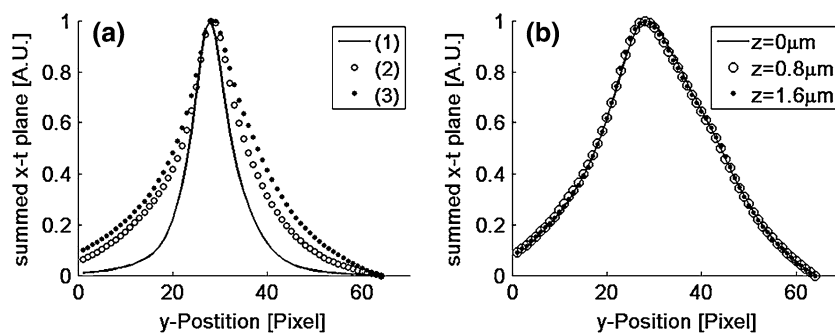 (a)
(1)
(2)
(3)
summed x-t plane [A.U.]
1
0.8
0.6
0.4
0.2
0
0 20 40 60
y-Postition [Pixel]
(b)
z=0μm
z=0.8μm
z=1.6μm
summed x-t plane [A.U.]
1
0.8
0.6
0.4
0.2
0
0 20 40 60
y-Position [Pixel]